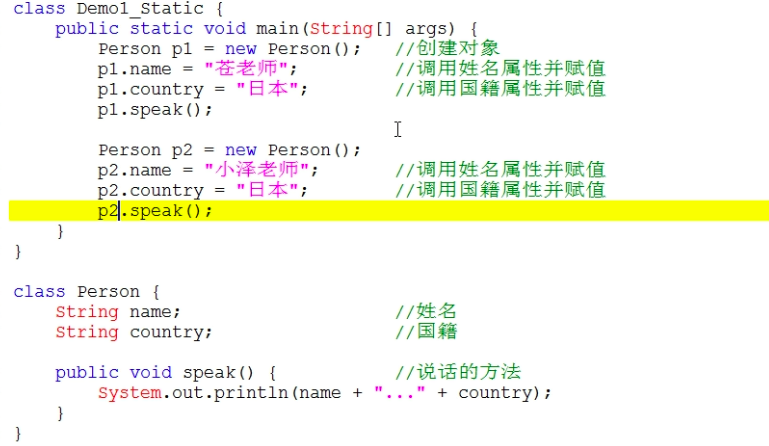 class Demo1_Static {
public static void main(String[] args) {
Person p1 = new Person(); //创建对象
p1.name = "苍老师"; //调用姓名属性并赋值
p1.country = "日本"; //调用国籍属性并赋值
p1.speak();
Person p2 = new Person();
p2.name = "小泽老师"; //调用姓名属性并赋值
p2.country = "日本"; //调用国籍属性并赋值
p2.speak();
}
}
class Person {
String name; //姓名
String country; //国籍
public void speak() { //说话的方法
System.out.println(name + "..." + country);
}
}